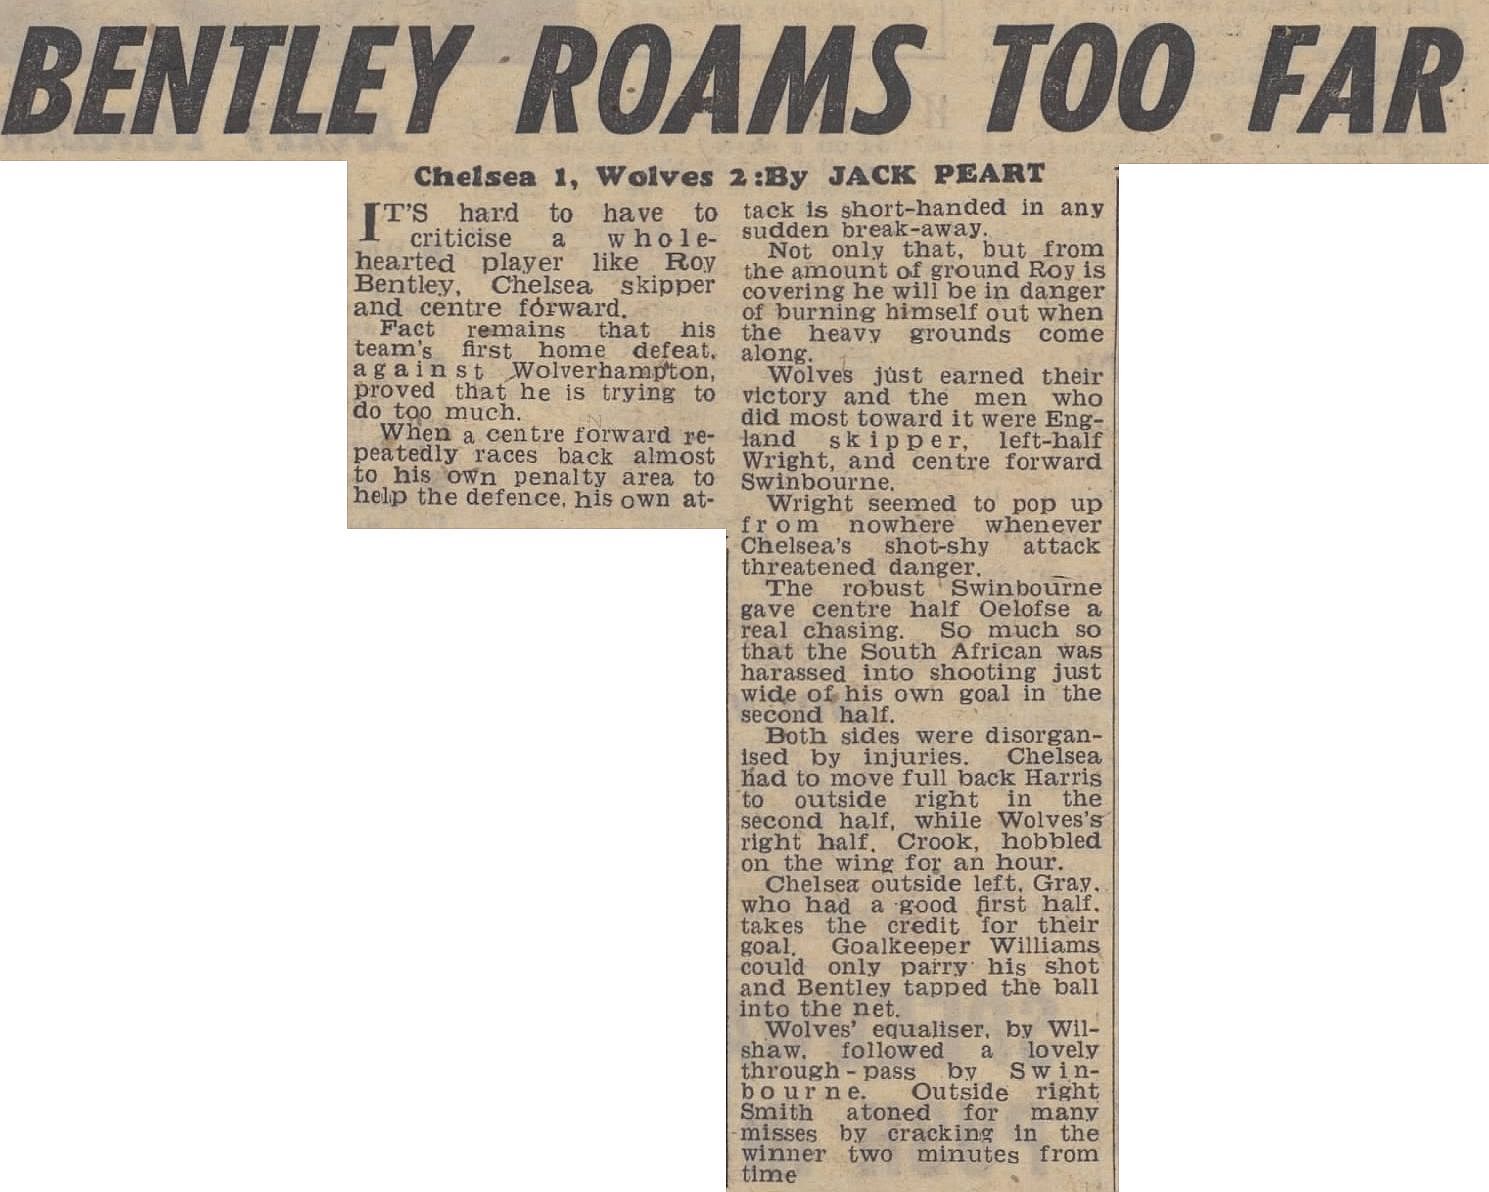 BENTLEY ROAMS TOO FAR
Chelsea 1, Wolves 2:By JACK PEART
IT'S hard to have to
criticise a whole-
hearted player like Roy
Bentley, Chelsea skipper
and centre forward.
Fact remains that his
team's first home defeat,
against Wolverhampton,
proved that he is trying to
do too much.
When a centre forward re-
peatedly races back almost
to his own penalty area to
help the defence, his own at-
tack is short-handed in any
sudden break-away.
Not only that, but from
the amount of ground Roy is
covering he will be in danger
of burning himself out when
the heavy grounds come
along.
Wolves just earned their
victory and the men who
did most toward it were Eng-
land skipper, left-half
Wright, and centre forward
Swinbourne.
Wright seemed to pop up
from nowhere whenever
Chelsea's shot-shy attack
threatened danger.
The robust Swinbourne
gave centre half Oelofse a
real chasing. So much so
that the South African was
harassed into shooting just
wide of his own goal in the
second half.
Both sides were disorgan-
ised by injuries. Chelsea
had to move full back Harris
to outside right in the
second half, while Wolves's
right half, Crook, hobbled
on the wing for an hour.
Chelsea outside left, Gray,
who had a good first half,
takes the credit for their
goal. Goalkeeper Williams
could only parry his shot
and Bentley tapped the ball
into the net.
Wolves' equaliser, by Wil-
shaw, followed a lovely
through-pass by Swin-
bourne. Outside right
Smith atoned for many
misses by cracking in the
winner two minutes from
time